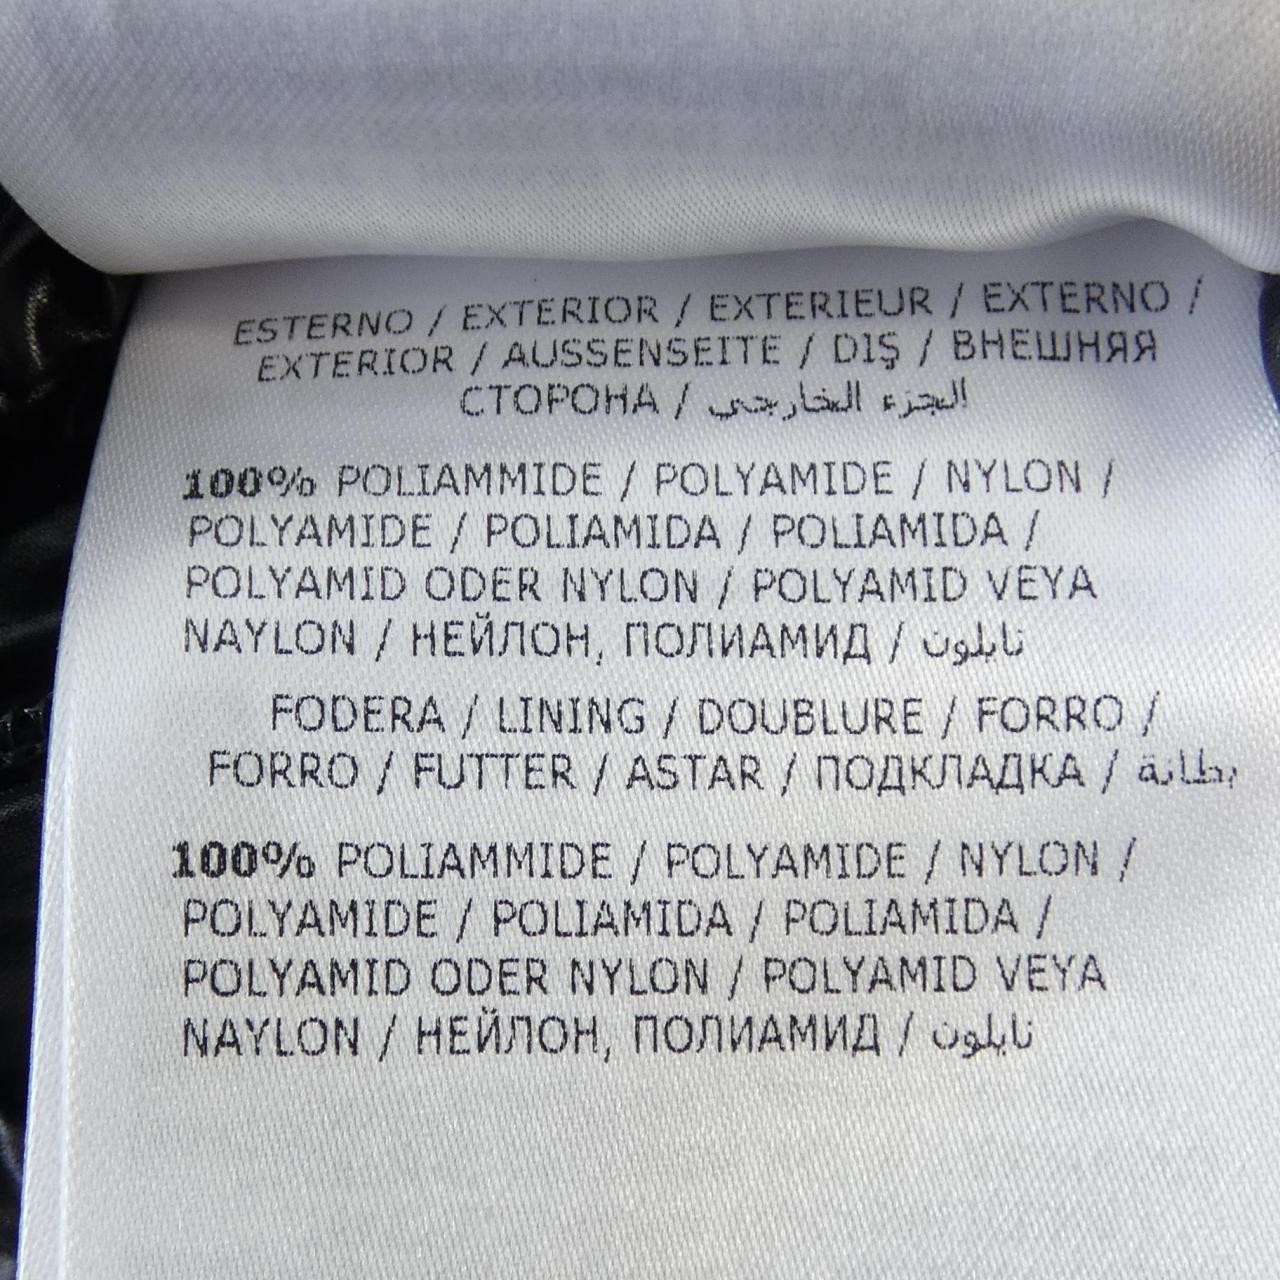 ESTERNO / EXTERIOR / EXTERIEUR / EXTERNO /
EXTERIOR / AUSSENSEITE / DIŞ / ВНЕШНЯЯ
СТОРОНА / الجزء الخارجي
100% POLIAMMIDE / POLYAMIDE / NYLON /
POLYAMIDE / POLIAMIDA / POLIAMIDA /
POLYAMID ODER NYLON / POLYAMID VEYA
NAYLON / НЕЙЛОН, ПОЛИАМИД / نايلون
FODERA / LINING / DOUBLURE / FORRO /
FORRO / FUTTER / ASTAR / ПОДКЛАДКА / بطانة
100% POLIAMMIDE / POLYAMIDE / NYLON /
POLYAMIDE / POLIAMIDA / POLIAMIDA /
POLYAMID ODER NYLON / POLYAMID VEYA
NAYLON / НЕЙЛОН, ПОЛИАМИД / نايلون